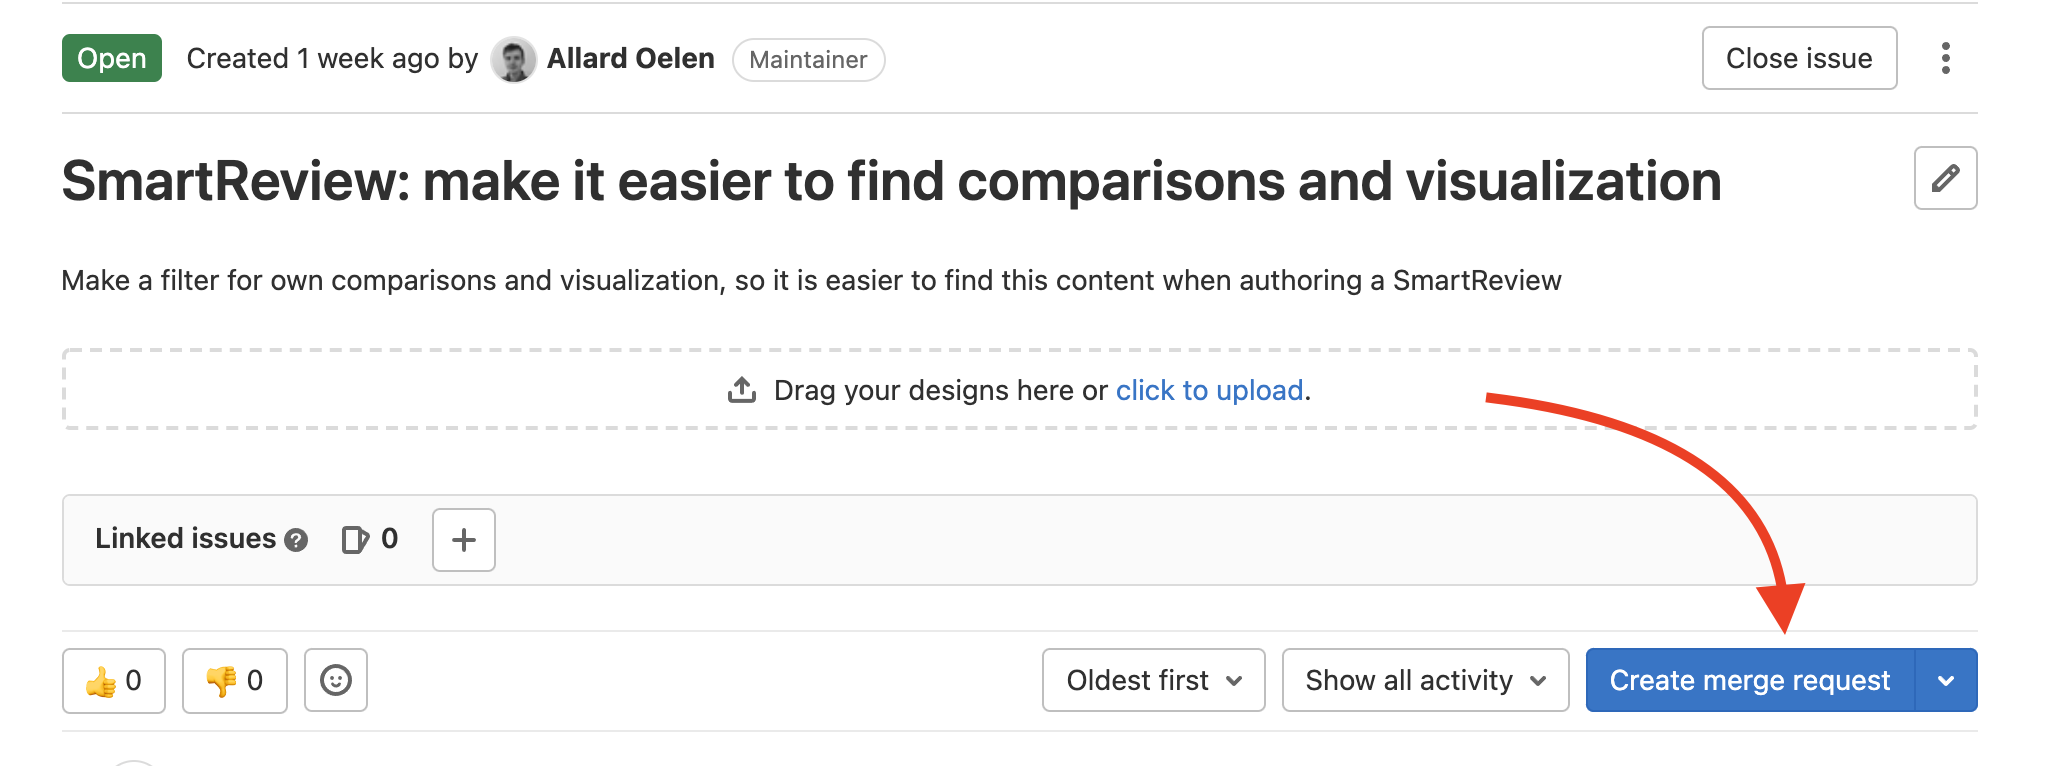 Open Created 1 week ago by Allard Oelen Maintainer Close issue
SmartReview: make it easier to find comparisons and visualization
Make a filter for own comparisons and visualization, so it is easier to find this content when authoring a SmartReview
Drag your designs here or click to upload.
Linked issues ? 0 +
👍 0 👎 0 Oldest first Show all activity Create merge request